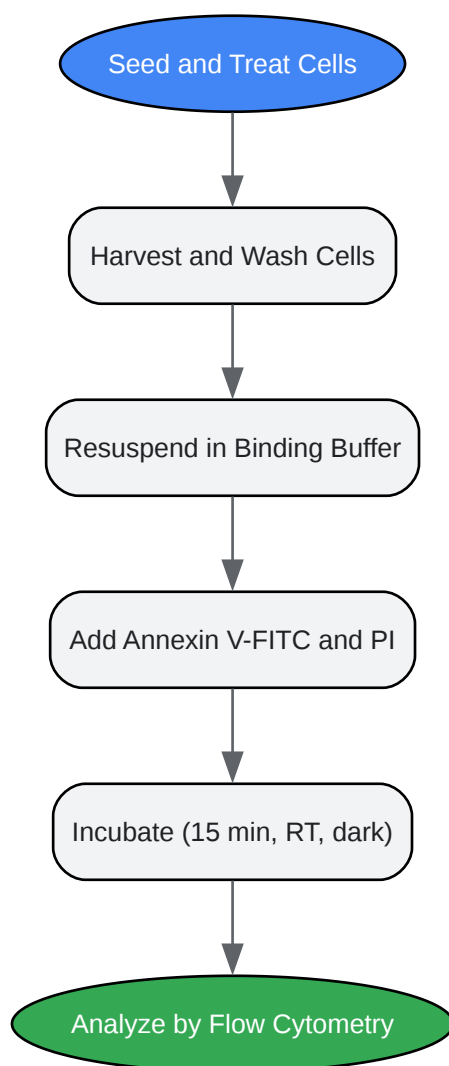 Seed and Treat Cells
Harvest and Wash Cells
Resuspend in Binding Buffer
Add Annexin V-FITC and PI
Incubate (15 min, RT, dark)
Analyze by Flow Cytometry